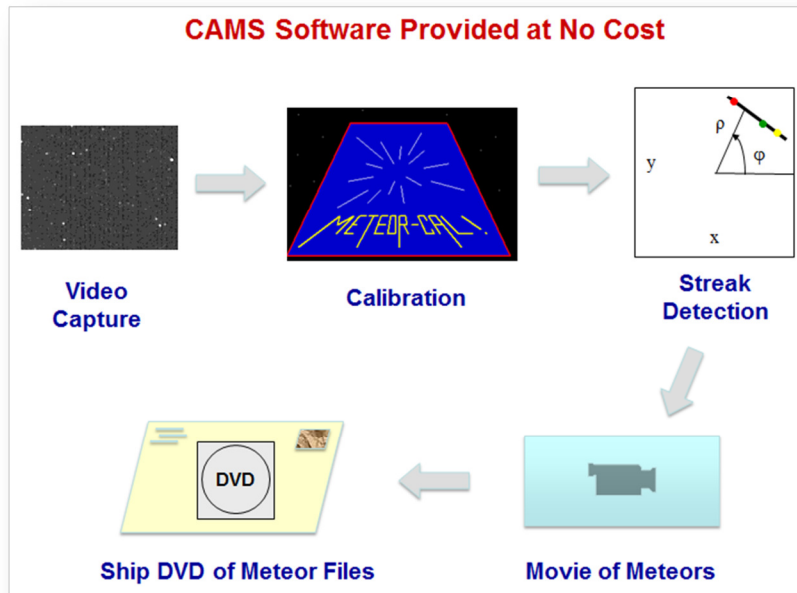 CAMS Software Provided at No Cost
METEOR-CAL!.
ρ
φ
y
x
Video
Capture
Calibration
Streak
Detection
DVD
Ship DVD of Meteor Files
Movie of Meteors